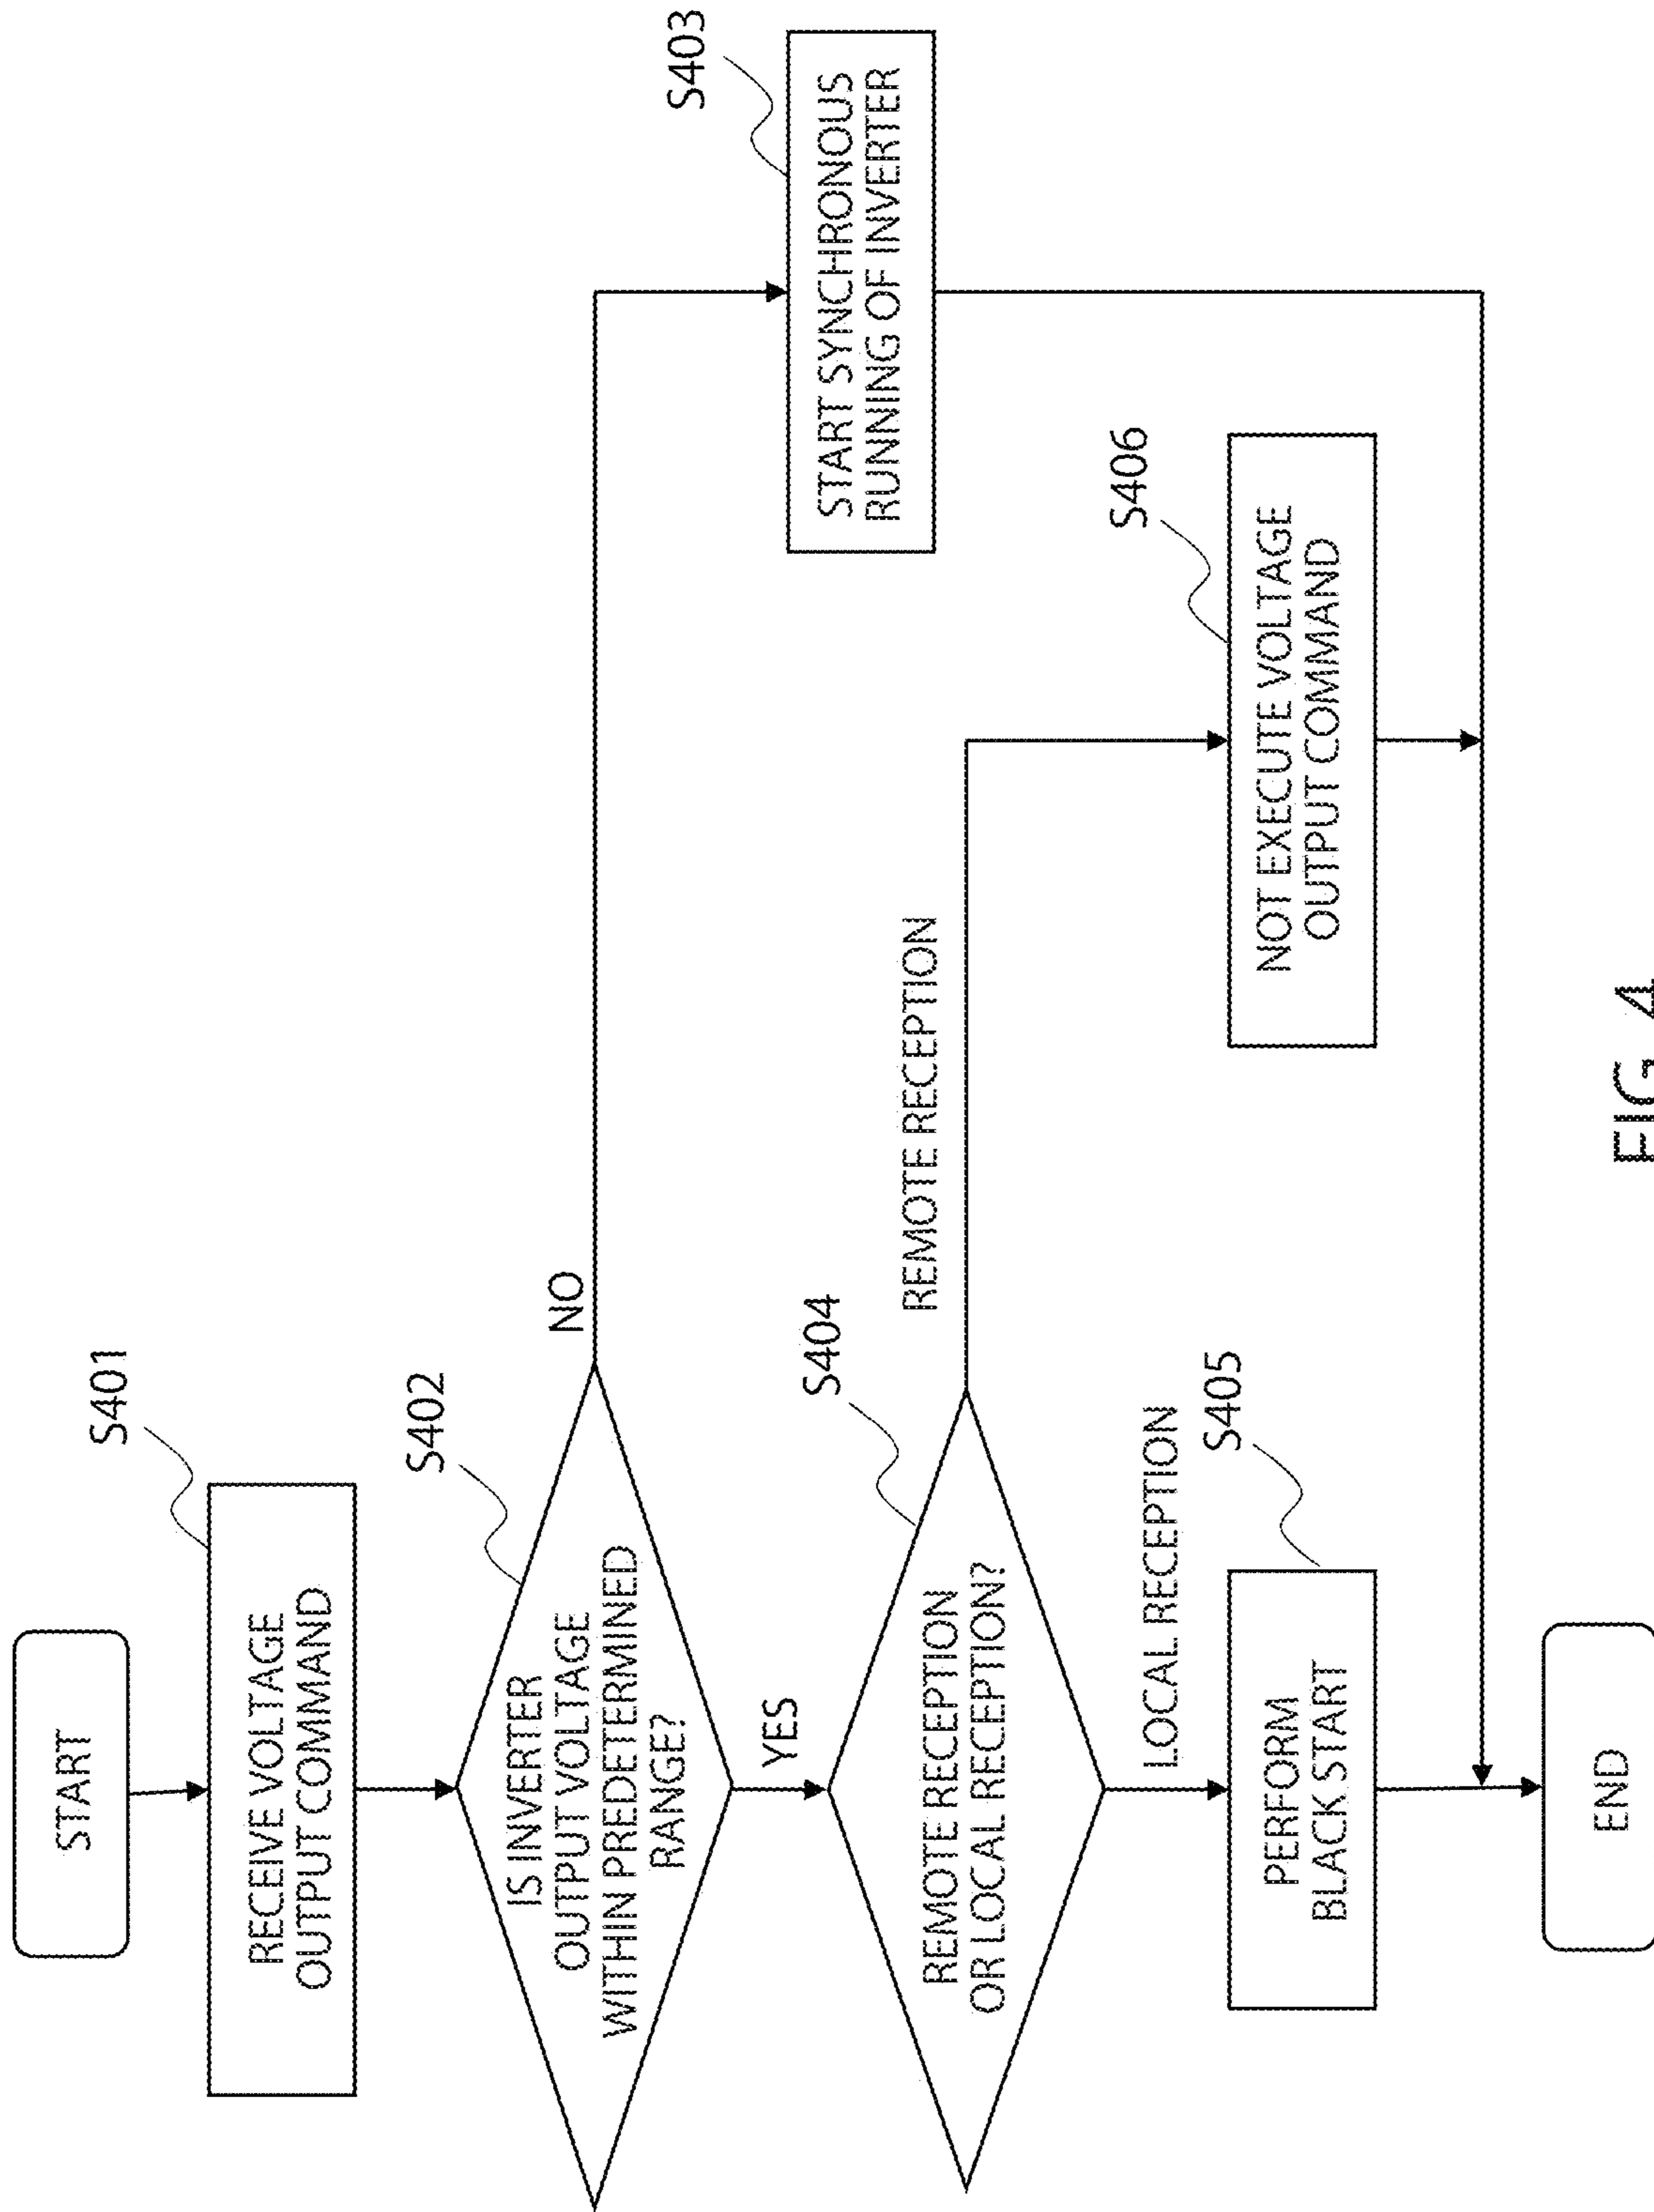 START
S401
RECEIVE VOLTAGE
OUTPUT COMMAND
S402
IS INVERTER
OUTPUT VOLTAGE
WITHIN PREDETERMINED
RANGE?
NO
YES
S403
START SYNCHRONOUS
RUNNING OF INVERTER
S404
REMOTE RECEPTION
OR LOCAL RECEPTION?
REMOTE RECEPTION
LOCAL RECEPTION
S405
PERFORM
BLACK START
S406
NOT EXECUTE VOLTAGE
OUTPUT COMMAND
END
FIG. 4